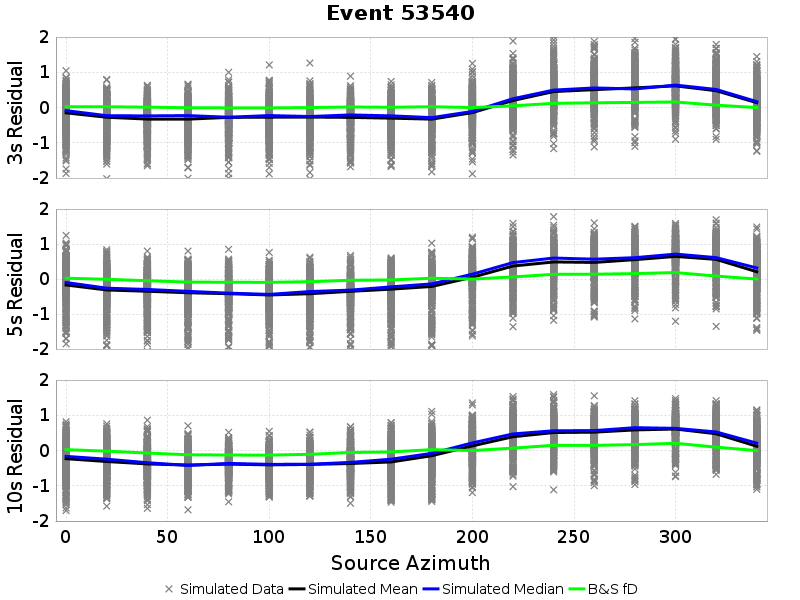 Event 53540
3s Residual
2
1
0
-1
-2
5s Residual
2
1
0
-1
-2
10s Residual
2
1
0
-1
-2
0 50 100 150 200 250 300
Source Azimuth
Simulated Data Simulated Mean Simulated Median B&S fD